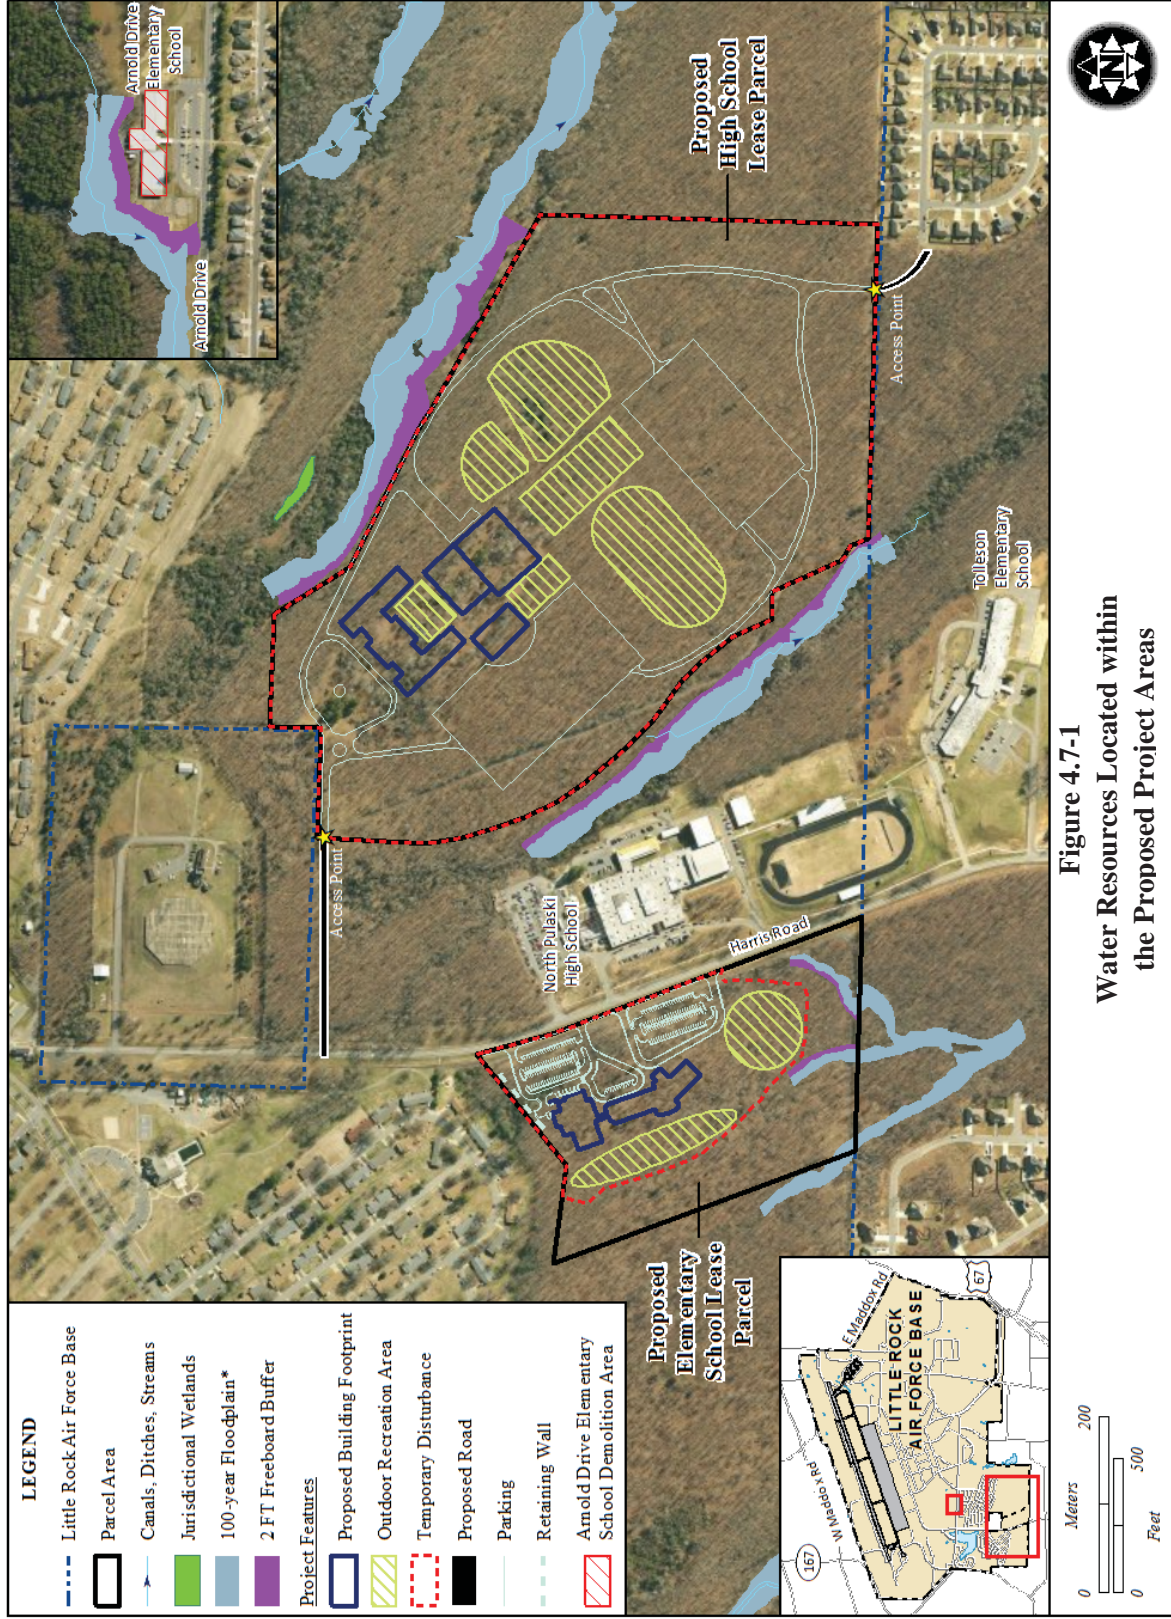 LEGEND
Little Rock Air Force Base
Parcel Area
Canals, Ditches, Streams
Jurisdictional Wetlands
100-year Floodplain*
2 FT Freeboard Buffer
Project Features
Proposed Building Footprint
Outdoor Recreation Area
Temporary Disturbance
Proposed Road
Parking
Retaining Wall
Arnold Drive Elementary
School Demolition Area
Arnold Drive
Elementary
School
Arnold Drive
Proposed
High School
Lease Parcel
Access Point
Access Point
North Pulaski
High School
Harris Road
Tolleson
Elementary
School
Proposed
Elementary
School Lease
Parcel
W Maddox Rd
E Maddox Rd
LITTLE ROCK
AIR FORCE BASE
167
67
Meters
0 200
0 500
Feet
N
Figure 4.7-1
Water Resources Located within
the Proposed Project Areas